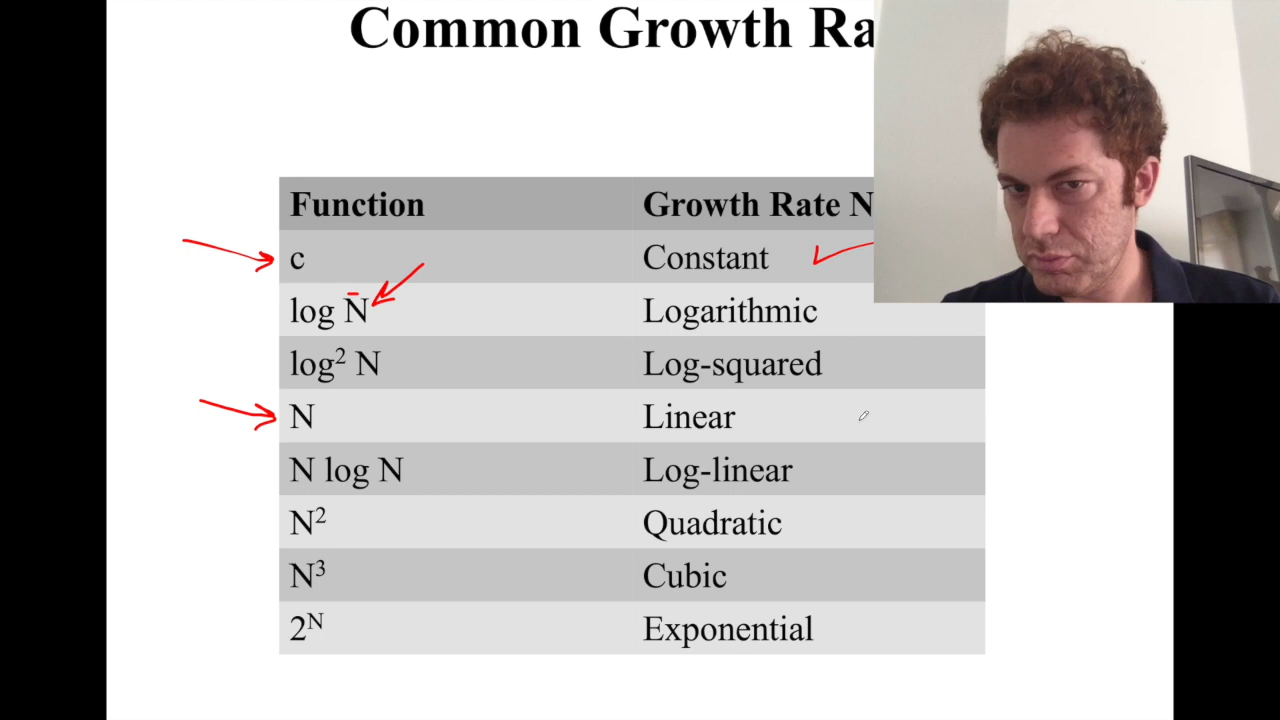 Common Growth Ra
Function Growth Rate N
c Constant
log N Logarithmic
log² N Log-squared
N Linear
N log N Log-linear
N² Quadratic
N³ Cubic
2ᴺ Exponential